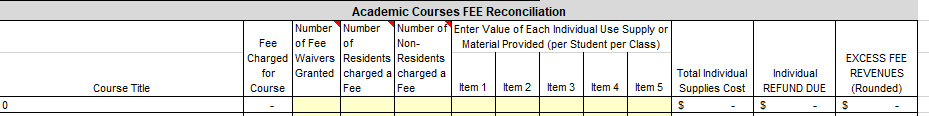 Academic Courses FEE Reconciliation
Course Title
Fee
Charged
for
Course
Number
of Fee
Waivers
Granted
Number
of
Residents
charged a
Fee
Number of
Non-
Residents
charged a
Fee
Enter Value of Each Individual Use Supply or
Material Provided (per Student per Class)
Item 1 Item 2 Item 3 Item 4 Item 5
Total Individual
Supplies Cost
Individual
REFUND DUE
EXCESS FEE
REVENUES
(Rounded)
0 - $ - $ - $ -